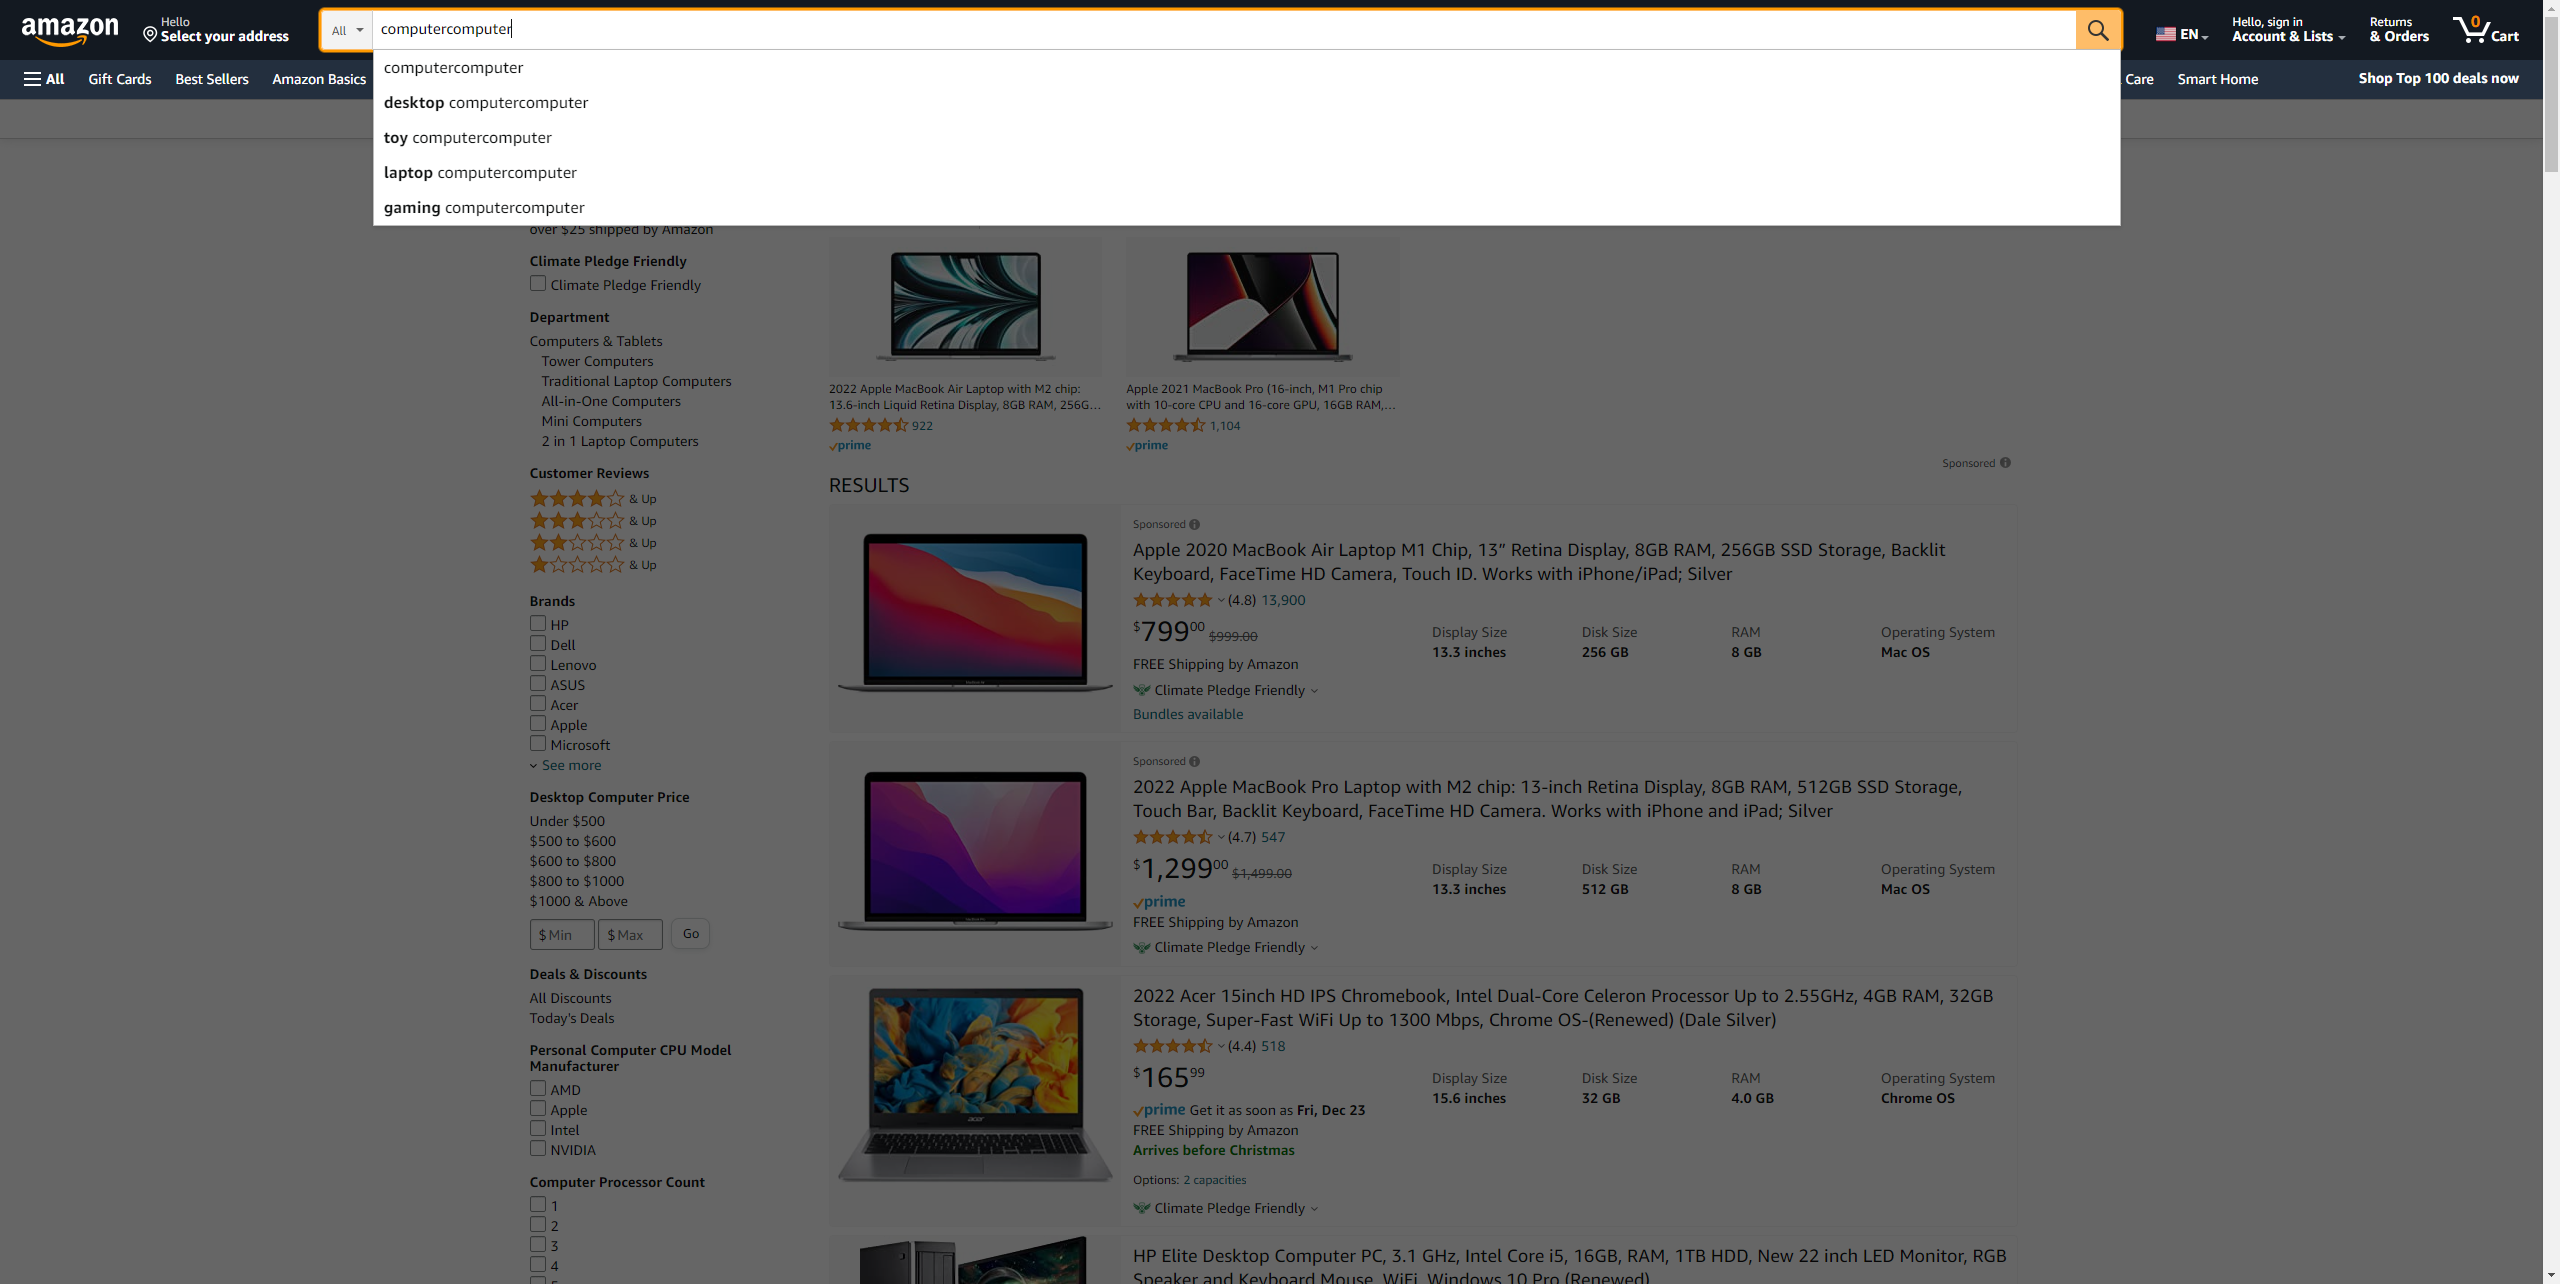 amazon
Hello
Select your address
All
computercomputer
EN
Hello, sign in
Account & Lists
Returns
& Orders
0
Cart
All
Gift Cards
Best Sellers
Amazon Basics
Care
Smart Home
Shop Top 100 deals now
computercomputer
desktop computercomputer
toy computercomputer
laptop computercomputer
gaming computercomputer
over $25 shipped by Amazon
Climate Pledge Friendly
Climate Pledge Friendly
Department
Computers & Tablets
Tower Computers
Traditional Laptop Computers
All-in-One Computers
Mini Computers
2 in 1 Laptop Computers
Customer Reviews
& Up
& Up
& Up
& Up
Brands
HP
Dell
Lenovo
ASUS
Acer
Apple
Microsoft
See more
Desktop Computer Price
Under $500
$500 to $600
$600 to $800
$800 to $1000
$1000 & Above
$ Min
$ Max
Go
Deals & Discounts
All Discounts
Today's Deals
Personal Computer CPU Model
Manufacturer
AMD
Apple
Intel
NVIDIA
Computer Processor Count
1
2
3
4
2022 Apple MacBook Air Laptop with M2 chip:
13.6-inch Liquid Retina Display, 8GB RAM, 256G…
922
prime
Apple 2021 MacBook Pro (16-inch, M1 Pro chip
with 10-core CPU and 16-core GPU, 16GB RAM,…
1,104
prime
Sponsored
RESULTS
Sponsored
Apple 2020 MacBook Air Laptop M1 Chip, 13” Retina Display, 8GB RAM, 256GB SSD Storage, Backlit
Keyboard, FaceTime HD Camera, Touch ID. Works with iPhone/iPad; Silver
(4.8) 13,900
$79900 $999.00
FREE Shipping by Amazon
Climate Pledge Friendly
Bundles available
Display Size
13.3 inches
Disk Size
256 GB
RAM
8 GB
Operating System
Mac OS
Sponsored
2022 Apple MacBook Pro Laptop with M2 chip: 13-inch Retina Display, 8GB RAM, 512GB SSD Storage,
Touch Bar, Backlit Keyboard, FaceTime HD Camera. Works with iPhone and iPad; Silver
(4.7) 547
$1,29900 $1,499.00
prime
FREE Shipping by Amazon
Climate Pledge Friendly
Display Size
13.3 inches
Disk Size
512 GB
RAM
8 GB
Operating System
Mac OS
2022 Acer 15inch HD IPS Chromebook, Intel Dual-Core Celeron Processor Up to 2.55GHz, 4GB RAM, 32GB
Storage, Super-Fast WiFi Up to 1300 Mbps, Chrome OS-(Renewed) (Dale Silver)
(4.4) 518
$16599
prime Get it as soon as Fri, Dec 23
FREE Shipping by Amazon
Arrives before Christmas
Options: 2 capacities
Climate Pledge Friendly
Display Size
15.6 inches
Disk Size
32 GB
RAM
4.0 GB
Operating System
Chrome OS
acer
HP Elite Desktop Computer PC, 3.1 GHz, Intel Core i5, 16GB, RAM, 1TB HDD, New 22 inch LED Monitor, RGB
Speaker and Keyboard Mouse, WiFi, Windows 10 Pro (Renewed)